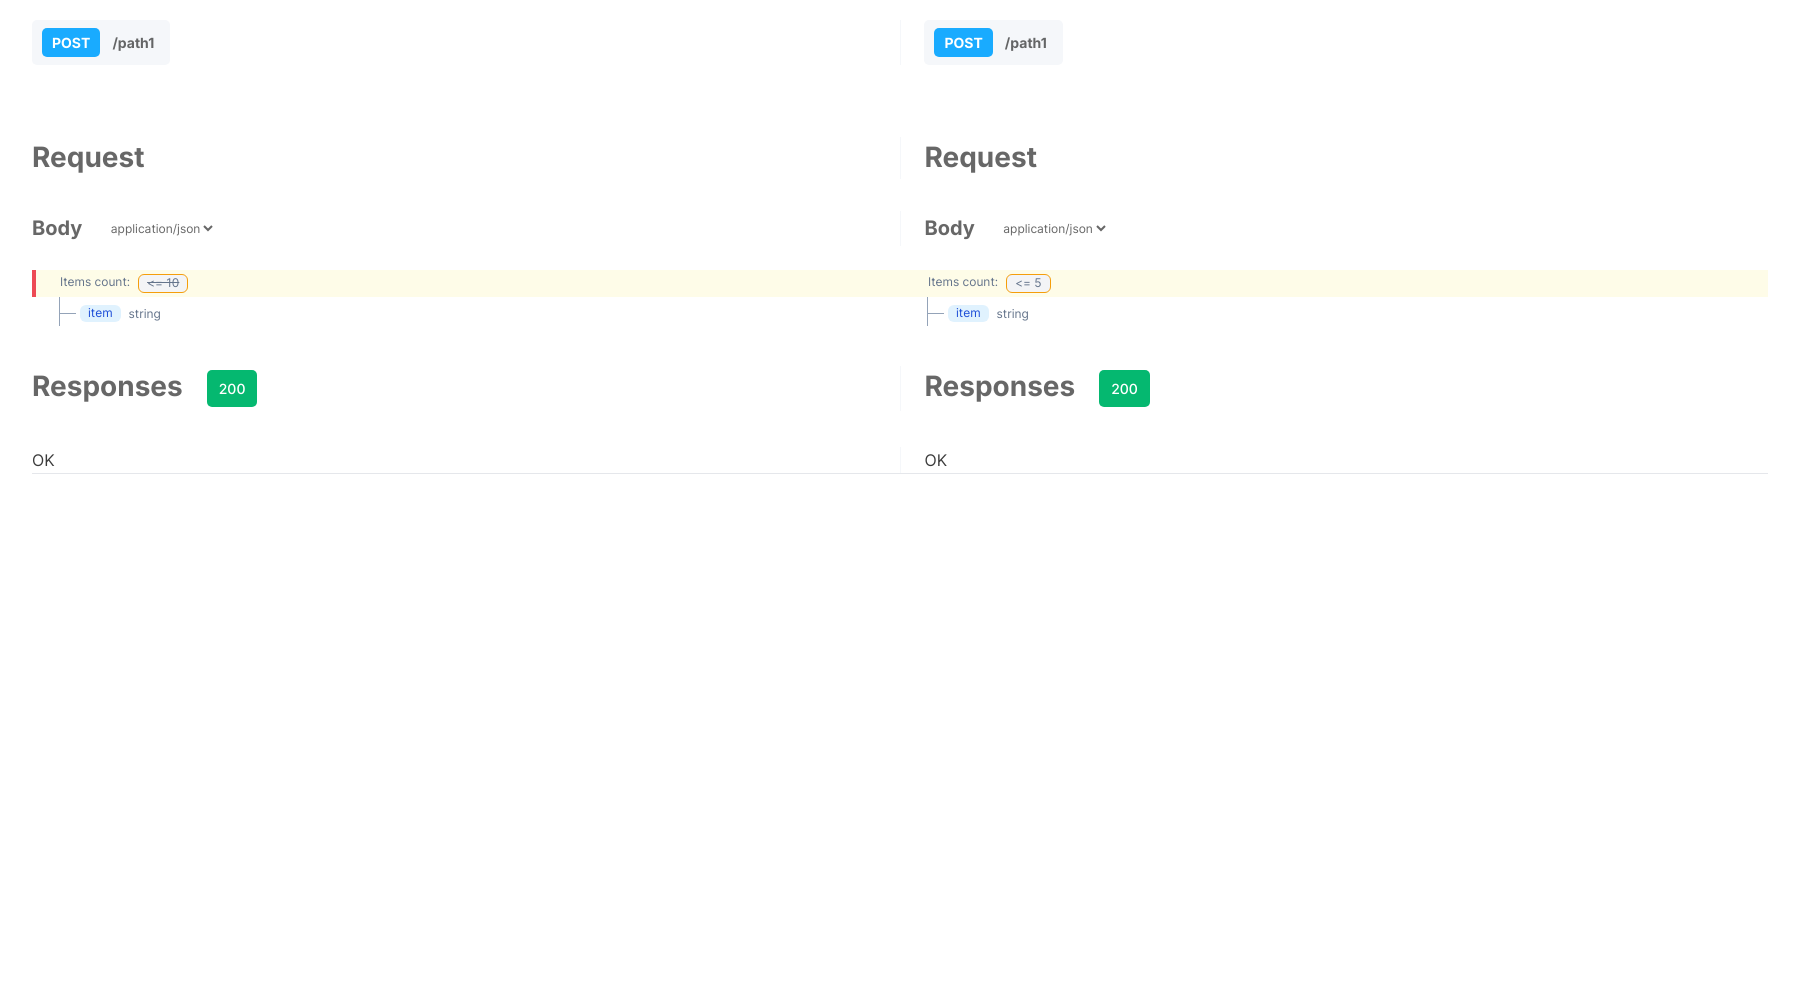 POST /path1 POST /path1
Request Request
Body application/json Body application/json
Items count: <= 10 Items count: <= 5
item string item string
Responses 200 Responses 200
OK OK